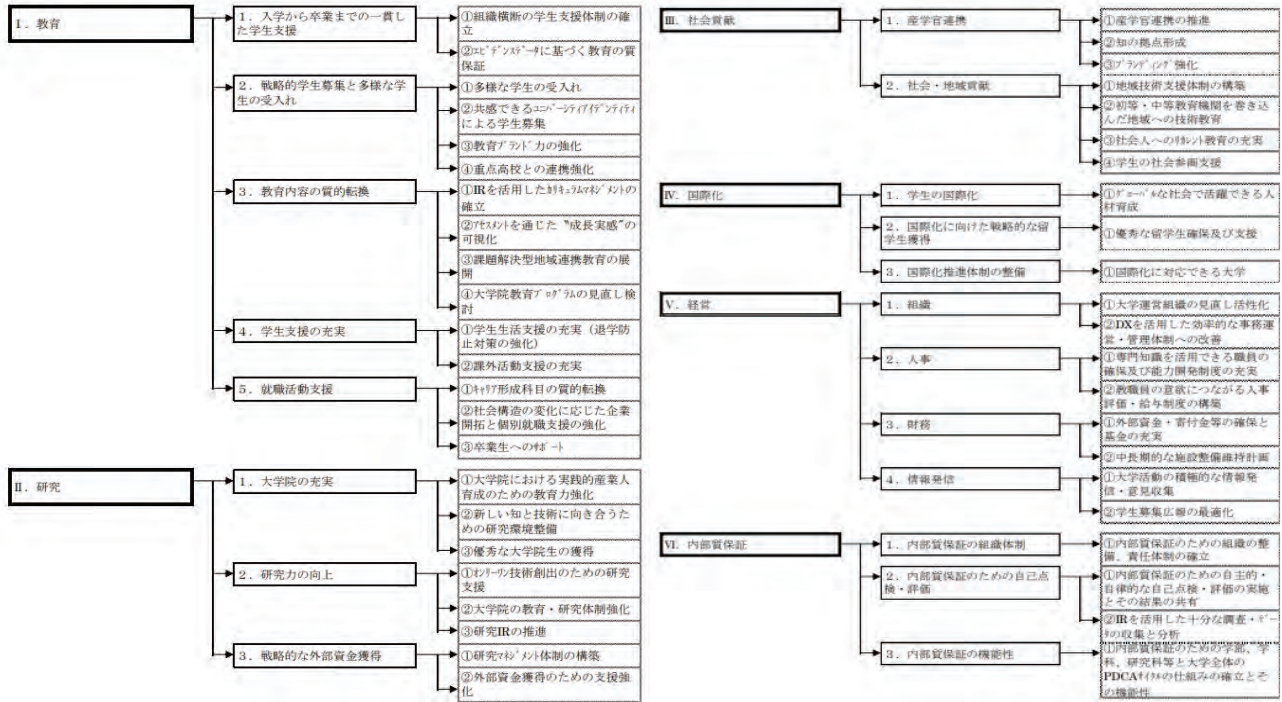 Ⅰ．教育
１．入学から卒業までの一貫し
た学生支援
①組織横断の学生支援体制の確
立
②ｴﾋﾞﾃﾞﾝｽﾃﾞｰﾀに基づく教育の質
保証
２．戦略的学生募集と多様な学
生の受入れ
①多様な学生の受入れ
②共感できるﾕﾆﾊﾞｰｼﾃｨｱｲﾃﾞﾝﾃｨﾃｨ
による学生募集
③教育ﾌﾞﾗﾝﾄﾞ力の強化
④重点高校との連携強化
３．教育内容の質的転換
①IRを活用したｶﾘｷｭﾗﾑﾏﾈｼﾞﾒﾝﾄの
確立
②ｱｾｽﾒﾝﾄを通じた〝成長実感〞の
可視化
③課題解決型地域連携教育の展
開
④大学院教育ﾌﾟﾛｸﾞﾗﾑの見直し検
討
４．学生支援の充実
①学生生活支援の充実（退学防
止対策の強化）
②課外活動支援の充実
５．就職活動支援
①ｷｬﾘｱ形成科目の質的転換
②社会構造の変化に応じた企業
開拓と個別就職支援の強化
③卒業生へのｻﾎﾟｰﾄ
Ⅱ．研究
１．大学院の充実
①大学院における実践的産業人
育成のための教育力強化
②新しい知と技術に向き合うた
めの研究環境整備
③優秀な大学院生の獲得
２．研究力の向上
①ｵﾝﾘｰﾜﾝ技術創出のための研究
支援
②大学院の教育・研究体制強化
③研究IRの推進
３．戦略的な外部資金獲得
①研究ﾏﾈｼﾞﾒﾝﾄ体制の構築
②外部資金獲得のための支援強
化
Ⅲ．社会貢献
１．産学官連携
①産学官連携の推進
②知の拠点形成
③ﾌﾞﾗﾝﾃﾞｨﾝｸﾞ強化
２．社会・地域貢献
①地域技術支援体制の構築
②初等・中等教育機関を巻き込
んだ地域への技術教育
③社会人へのﾘｶﾚﾝﾄ教育の充実
④学生の社会参画支援
Ⅳ．国際化
１．学生の国際化
①ｸﾞﾛｰﾊﾞﾙな社会で活躍できる人
材育成
２．国際化に向けた戦略的な留
学生獲得
①優秀な留学生確保及び支援
３．国際化推進体制の整備
①国際化に対応できる大学
Ⅴ．経営
１．組織
①大学運営組織の見直し活性化
②DXを活用した効率的な事務運
営・管理体制への改善
２．人事
①専門知識を活用できる職員の
確保及び能力開発制度の充実
②教職員の意欲につながる人事
評価・給与制度の構築
３．財務
①外部資金・寄付金等の確保と
基金の充実
②中長期的な施設整備維持計画
４．情報発信
①大学活動の積極的な情報発
信・意見収集
②学生募集広報の最適化
Ⅵ．内部質保証
１．内部質保証の組織体制
①内部質保証のための組織の整
備、責任体制の確立
２．内部質保証のための自己点
検・評価
①内部質保証のための自主的・
自律的な自己点検・評価の実施
とその結果の共有
②IRを活用した十分な調査・ﾃﾞｰ
ﾀの収集と分析
３．内部質保証の機能性
①内部質保証のための学部、学
科、研究科等と大学全体の
PDCAｻｲｸﾙの仕組みの確立とそ
の機能性